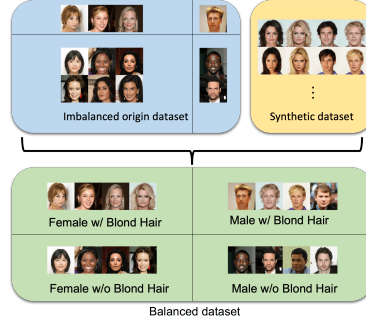 Imbalanced origin dataset
Synthetic dataset
Female w/ Blond Hair
Male w/ Blond Hair
Female w/o Blond Hair
Male w/o Blond Hair
Balanced dataset